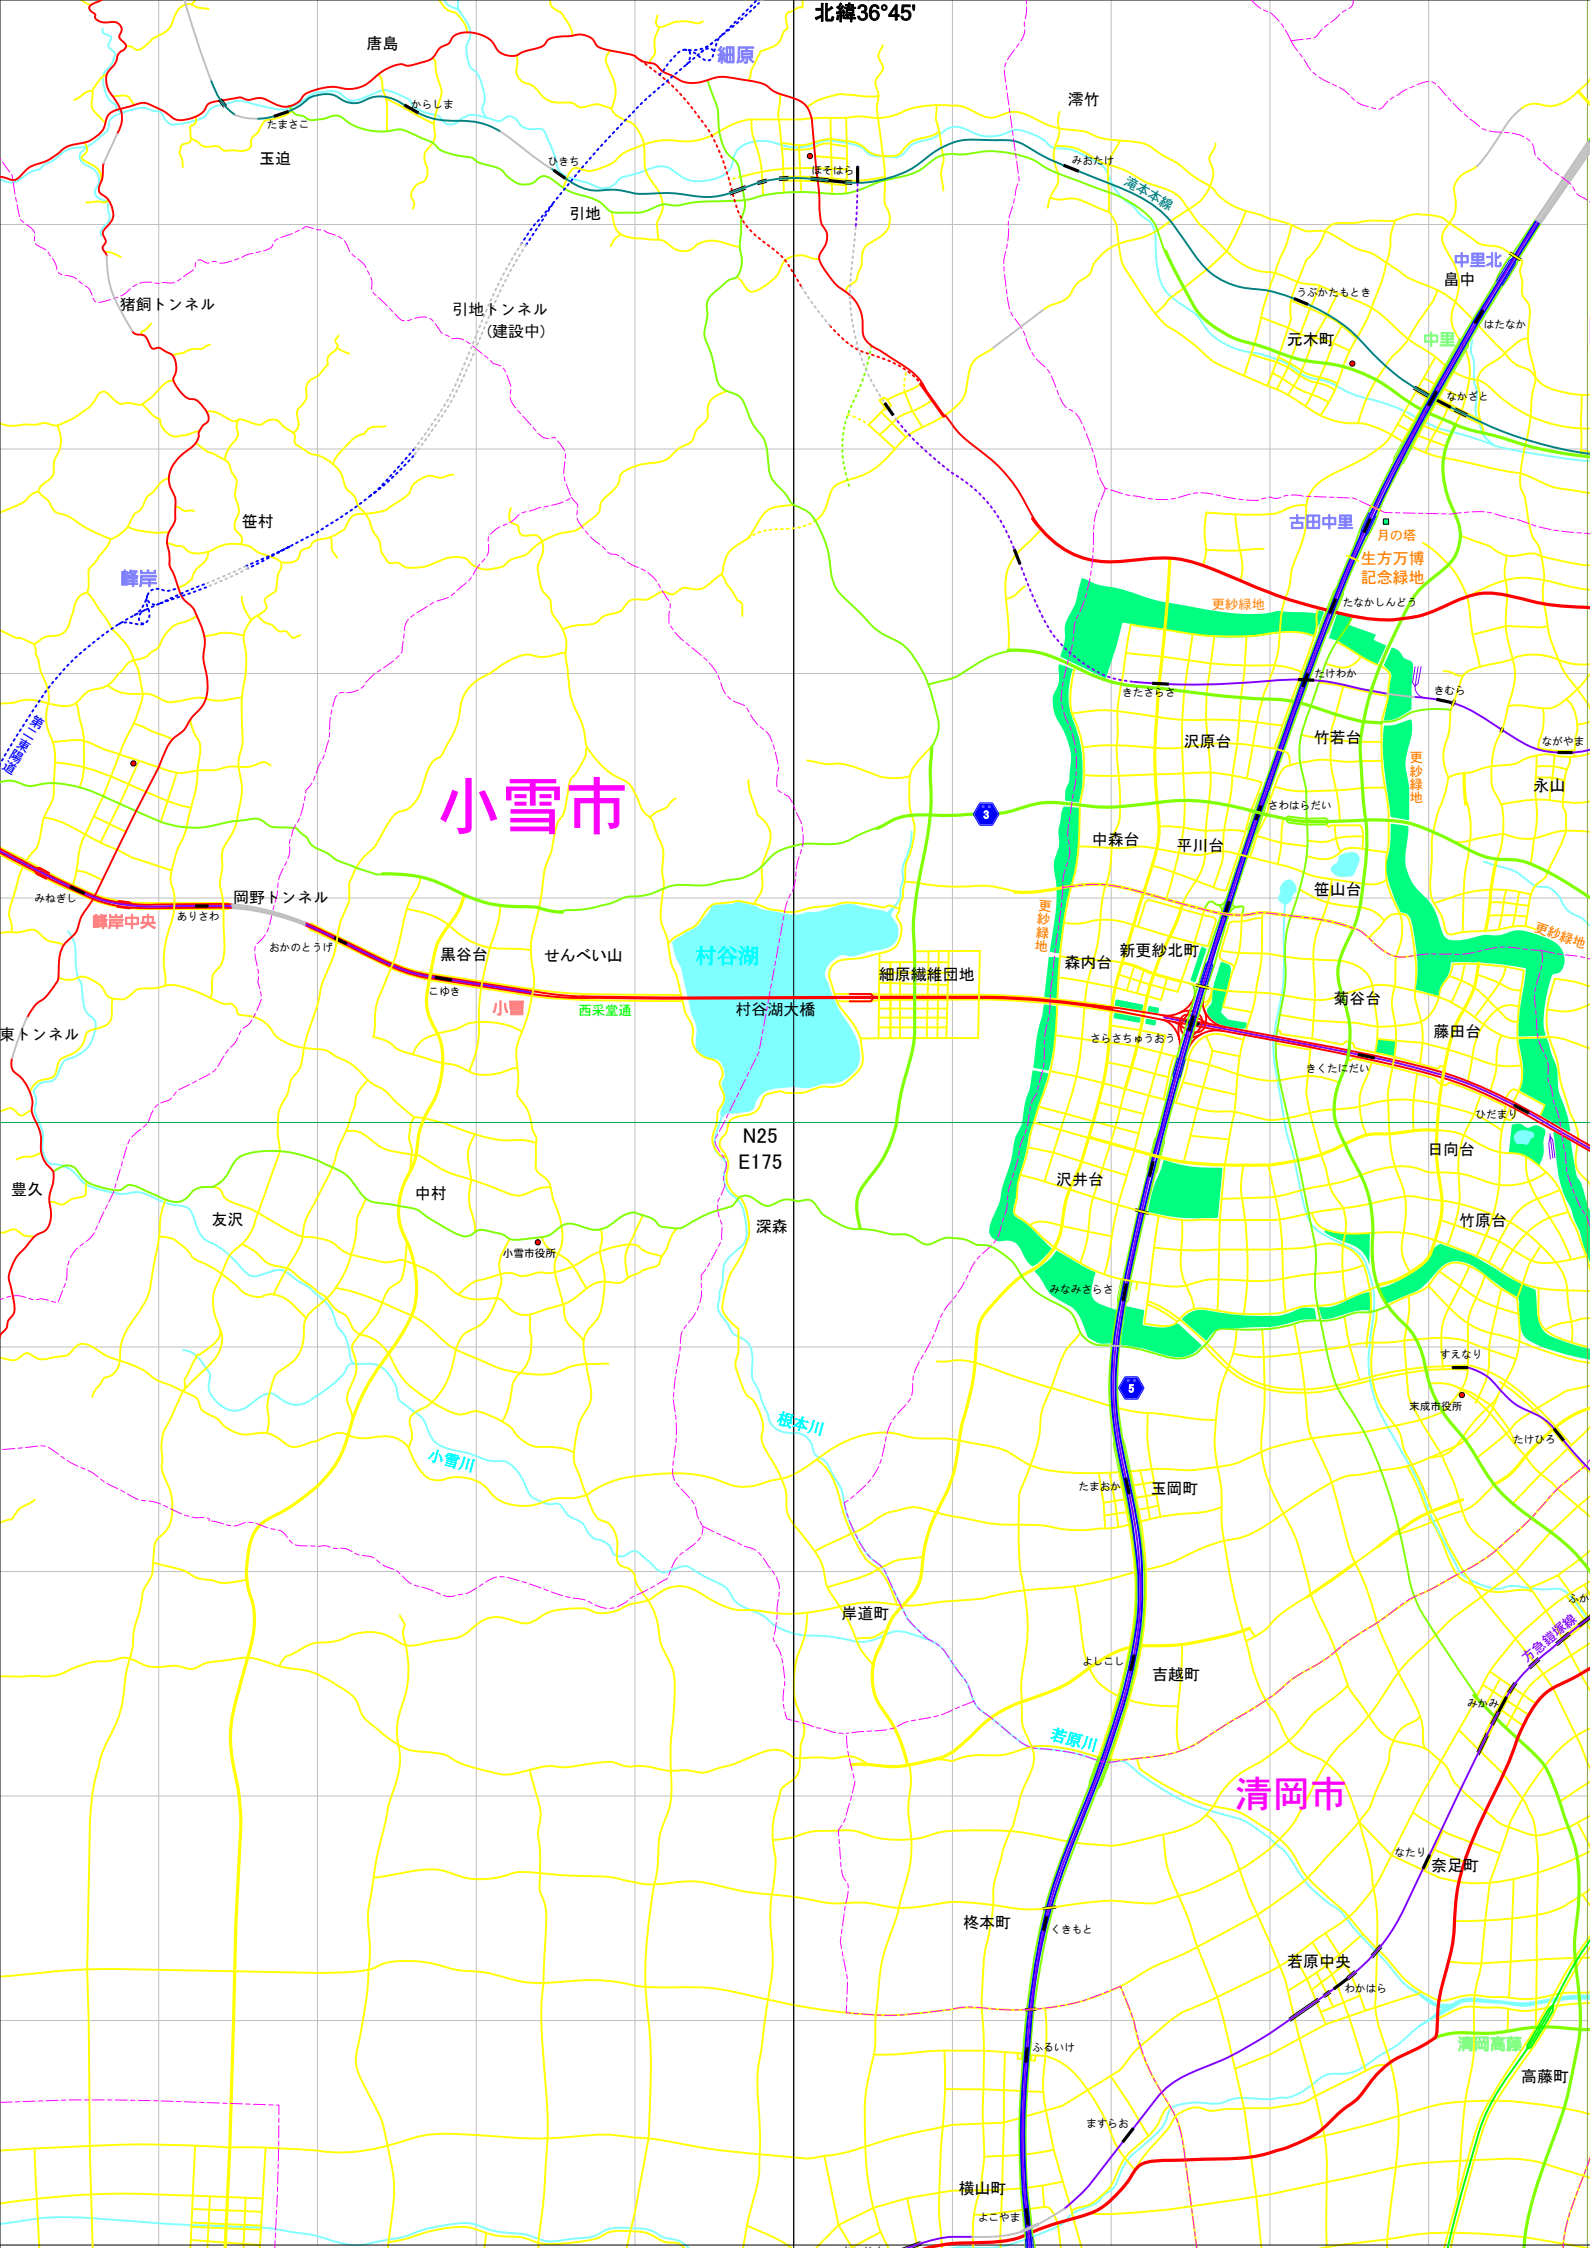 北緯36°45'
唐島
細原
澪竹
からしま
たまさこ
玉迫
ひきち
ほそはら
みおたけ
滝本本線
引地
中里北
畠中
猪飼トンネル
引地トンネル
(建設中)
うぶかたもとき
はたなか
元木町
中里
なかざと
笹村
古田中里
月の塔
生方万博
記念緑地
峰岸
更紗緑地
たなかしんどう
たけわか
きたさらさ
きむら
第二東陽道
沢原台
竹若台
ながやま
更紗緑地
永山
小雪市
3
さわはらだい
中森台
平川台
笹山台
みねぎし
峰岸中央
ありさわ
岡野トンネル
おかのとうげ
黒谷台
せんべい山
村谷湖
更紗緑地
新更紗北町
更紗緑地
森内台
細原繊維団地
こゆき
小雪
西采堂通
村谷湖大橋
菊谷台
藤田台
東トンネル
さらさちゅうおう
きくたにだい
ひだまり
N25
E175
日向台
豊久
中村
沢井台
友沢
深森
竹原台
小雪市役所
みなみさらさ
すえなり
5
末成市役所
根本川
たけひろ
小雪川
たまおか
玉岡町
岸道町
ふか
方急鎧塚線
よしこし
吉越町
みかみ
若原川
清岡市
なたり
奈足町
柊本町
くきもと
若原中央
わかはら
ふるいけ
清岡高藤
高藤町
ますらお
横山町
よこやま